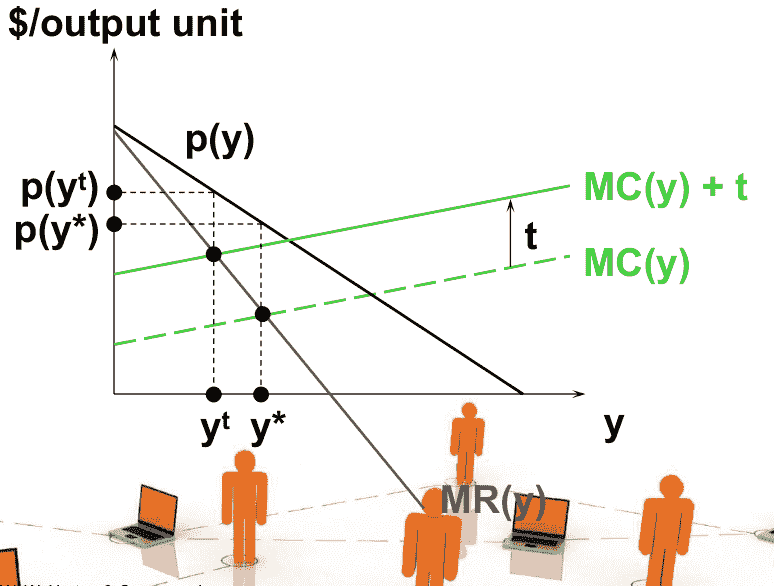 $/output unit
p(y)
p(yᵗ)
p(y*)
MC(y) + t
t
MC(y)
yᵗ
y*
y
MR(y)